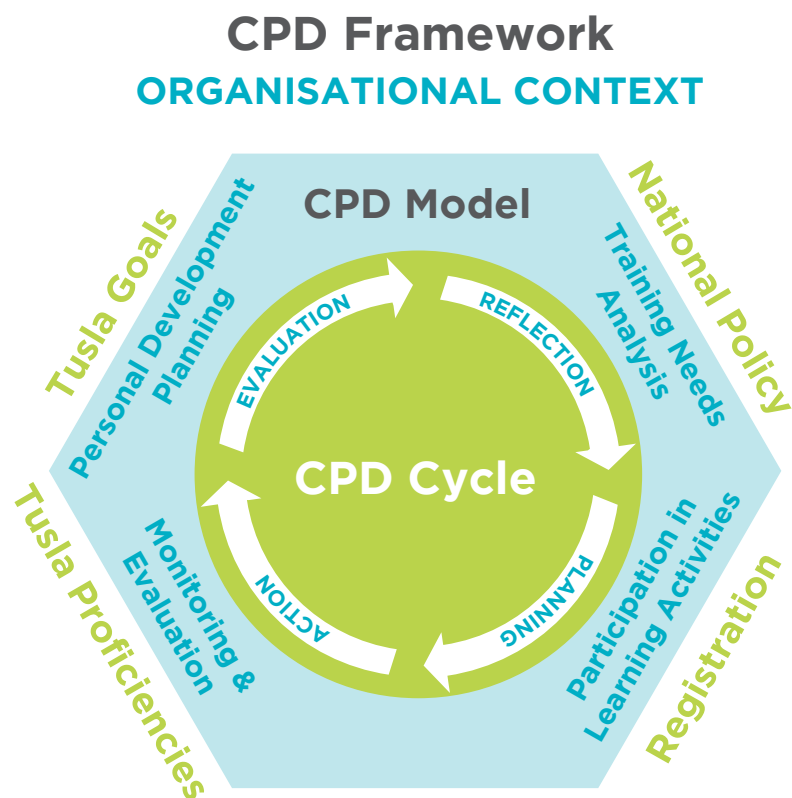 CPD Framework
ORGANISATIONAL CONTEXT
CPD Model
Tusla Goals
Personal Development
Planning
National Policy
Training Needs
Analysis
EVALUATION
REFLECTION
CPD Cycle
ACTION
PLANNING
Tusla Proficiencies
Monitoring &
Evaluation
Participation in
Learning Activities
Registration